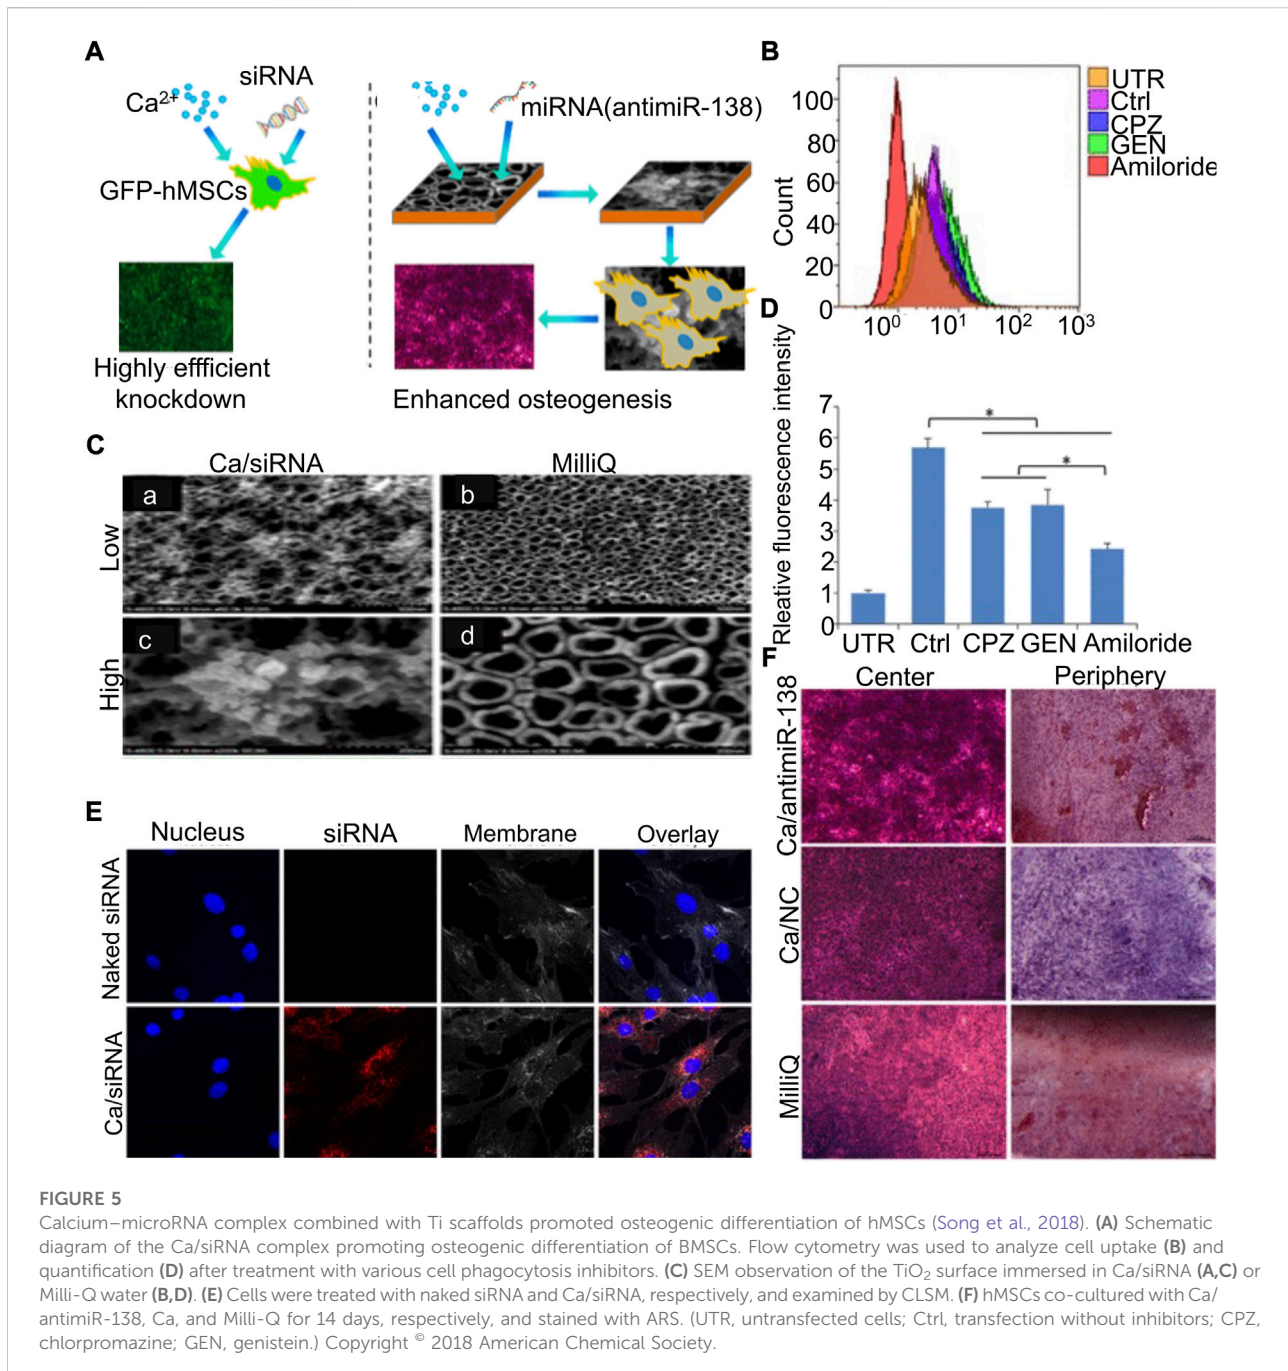 A
Ca2+
siRNA
GFP-hMSCs
Highly effficient
knockdown
miRNA(antimiR-138)
Enhanced osteogenesis
B
Count
100
80
60
40
20
0
10^0
10^1
10^2
10^3
UTR
Ctrl
CPZ
GEN
Amiloride
C
Ca/siRNA
MilliQ
Low
High
a
b
c
d
D
Rleative fluorescence intensity
7
6
5
4
3
2
1
0
*
*
UTR
Ctrl
CPZ
GEN
Amiloride
E
Nucleus
siRNA
Membrane
Overlay
Naked siRNA
Ca/siRNA
F
Center
Periphery
Ca/antimiR-138
Ca/NC
MilliQ
FIGURE 5
Calcium–microRNA complex combined with Ti scaffolds promoted osteogenic differentiation of hMSCs (Song et al., 2018). (A) Schematic
diagram of the Ca/siRNA complex promoting osteogenic differentiation of BMSCs. Flow cytometry was used to analyze cell uptake (B) and
quantification (D) after treatment with various cell phagocytosis inhibitors. (C) SEM observation of the TiO2 surface immersed in Ca/siRNA (A,C) or
Milli-Q water (B,D). (E) Cells were treated with naked siRNA and Ca/siRNA, respectively, and examined by CLSM. (F) hMSCs co-cultured with Ca/
antimiR-138, Ca, and Milli-Q for 14 days, respectively, and stained with ARS. (UTR, untransfected cells; Ctrl, transfection without inhibitors; CPZ,
chlorpromazine; GEN, genistein.) Copyright © 2018 American Chemical Society.